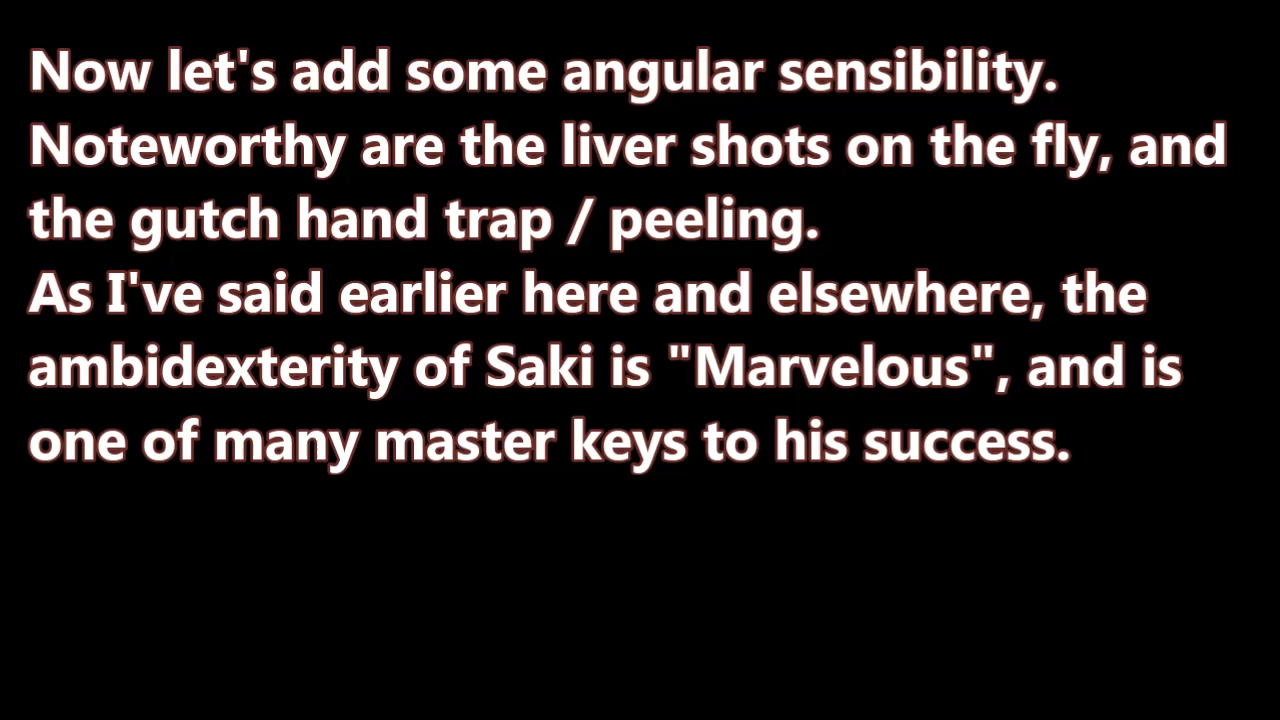 Now let's add some angular sensibility.
Noteworthy are the liver shots on the fly, and
the gutch hand trap / peeling.
As I've said earlier here and elsewhere, the
ambidexterity of Saki is "Marvelous", and is
one of many master keys to his success.